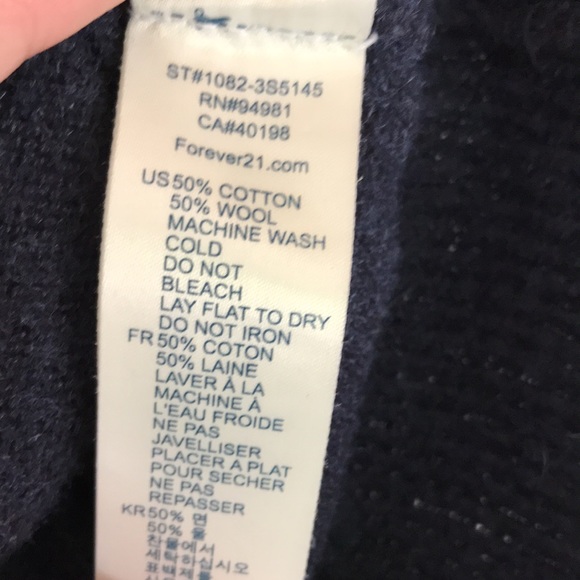 ST#1082-3S5145
RN#94981
CA#40198
Forever21.com
US 50% COTTON
50% WOOL
MACHINE WASH
COLD
DO NOT
BLEACH
LAY FLAT TO DRY
DO NOT IRON
FR 50% COTON
50% LAINE
LAVER À LA
MACHINE À
L'EAU FROIDE
NE PAS
JAVELLISER
PLACER A PLAT
POUR SECHER
NE PAS
REPASSER
KR 50% 면
50% 울
찬물에서
세탁하십시오
표백제를